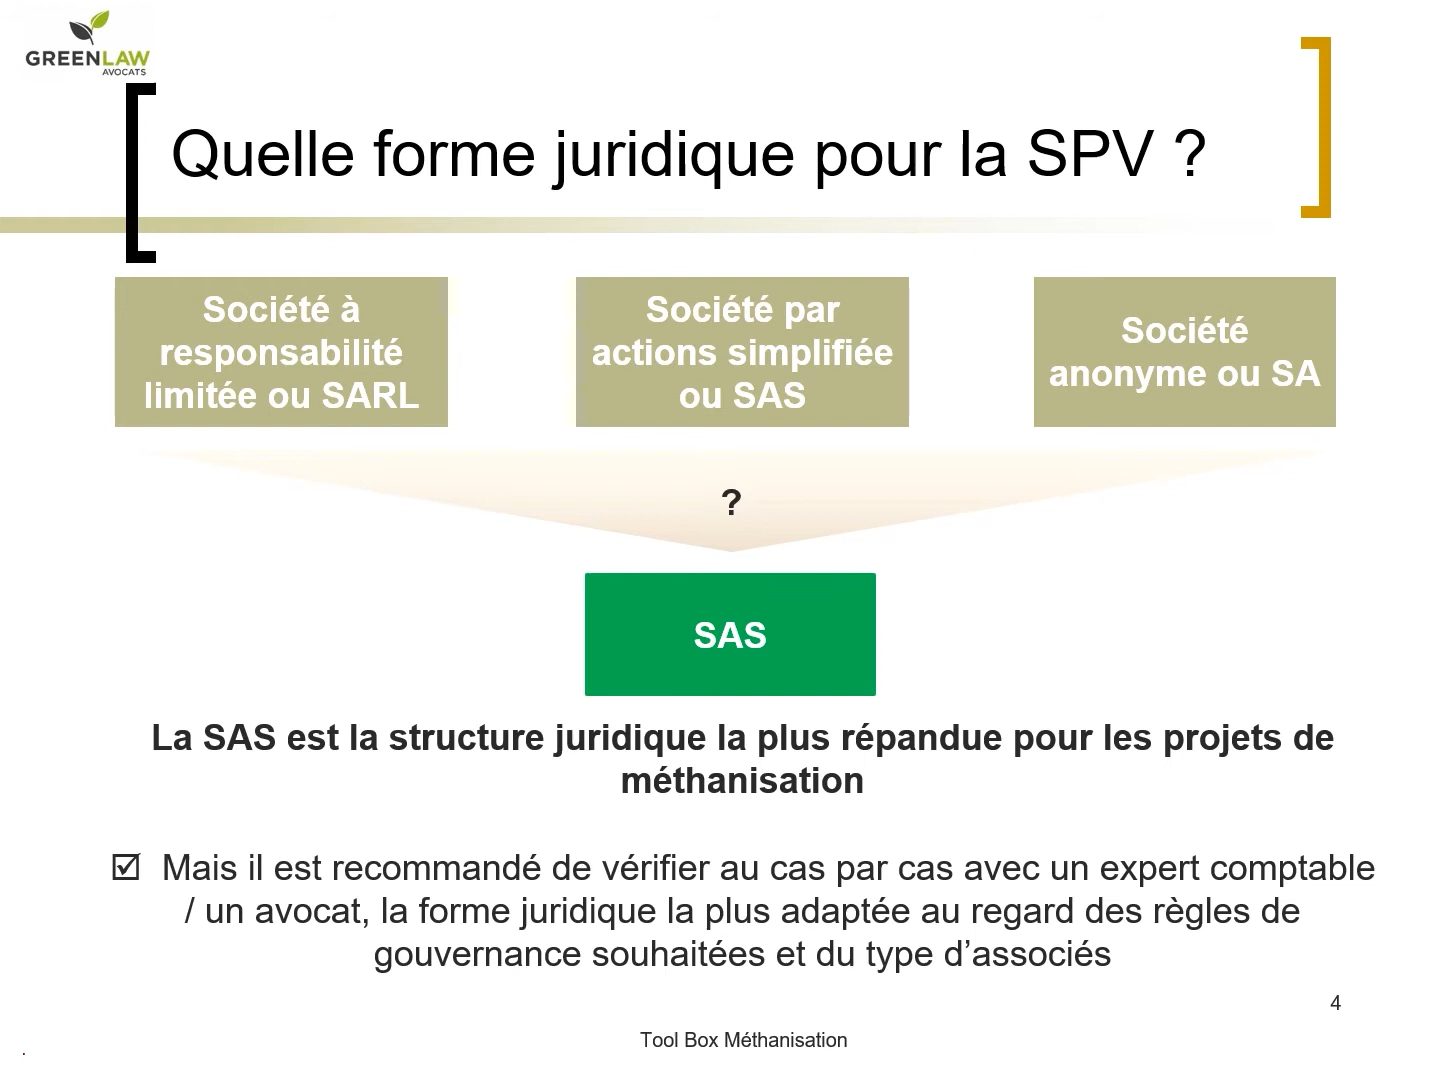 GREENLAW
AVOCATS
Quelle forme juridique pour la SPV ?
Société à
responsabilité
limitée ou SARL
Société par
actions simplifiée
ou SAS
Société
anonyme ou SA
?
SAS
La SAS est la structure juridique la plus répandue pour les projets de
méthanisation
☑ Mais il est recommandé de vérifier au cas par cas avec un expert comptable
/ un avocat, la forme juridique la plus adaptée au regard des règles de
gouvernance souhaitées et du type d’associés
4
Tool Box Méthanisation
.